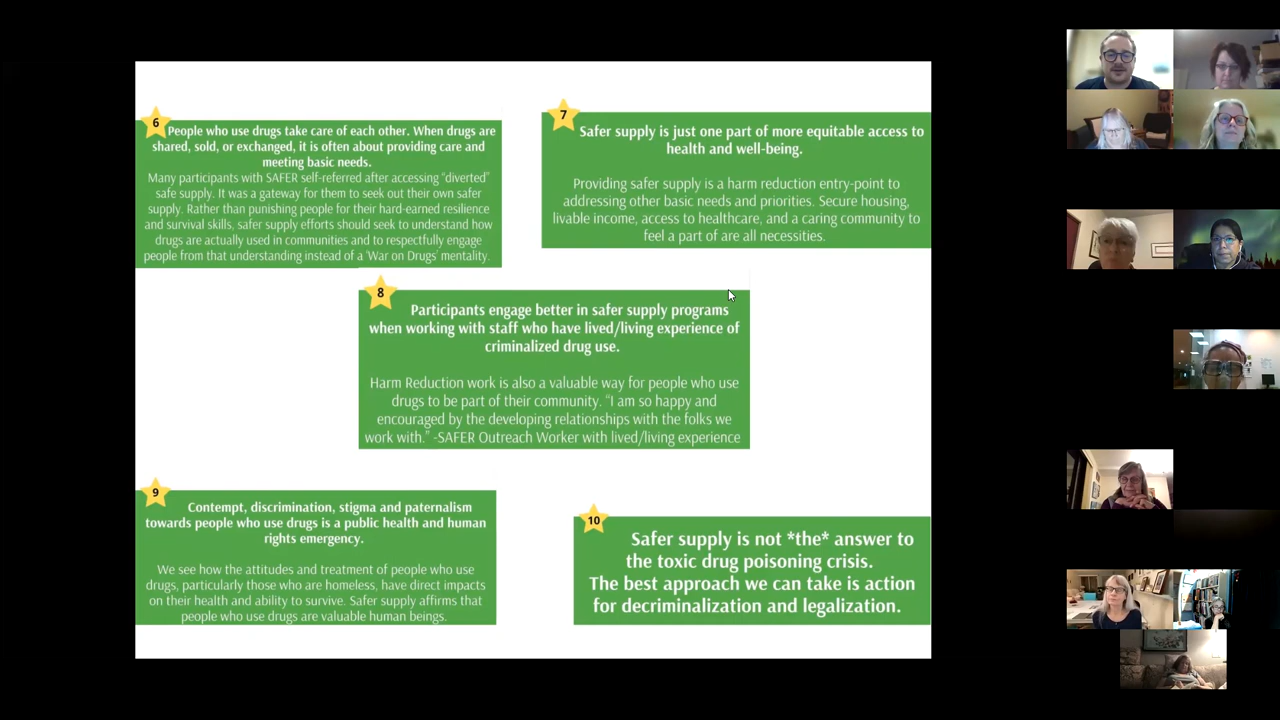 6
People who use drugs take care of each other. When drugs are
shared, sold, or exchanged, it is often about providing care and
meeting basic needs.
Many participants with SAFER self-referred after accessing “diverted”
safe supply. It was a gateway for them to seek out their own safer
supply. Rather than punishing people for their hard-earned resilience
and survival skills, safer supply efforts should seek to understand how
drugs are actually used in communities and to respectfully engage
people from that understanding instead of a ‘War on Drugs’ mentality.
7
Safer supply is just one part of more equitable access to
health and well-being.
Providing safer supply is a harm reduction entry-point to
addressing other basic needs and priorities. Secure housing,
livable income, access to healthcare, and a caring community to
feel a part of are all necessities.
8
Participants engage better in safer supply programs
when working with staff who have lived/living experience of
criminalized drug use.
Harm Reduction work is also a valuable way for people who use
drugs to be part of their community. “I am so happy and
encouraged by the developing relationships with the folks we
work with.” -SAFER Outreach Worker with lived/living experience
9
Contempt, discrimination, stigma and paternalism
towards people who use drugs is a public health and human
rights emergency.
We see how the attitudes and treatment of people who use
drugs, particularly those who are homeless, have direct impacts
on their health and ability to survive. Safer supply affirms that
people who use drugs are valuable human beings.
10
Safer supply is not *the* answer to
the toxic drug poisoning crisis.
The best approach we can take is action
for decriminalization and legalization.